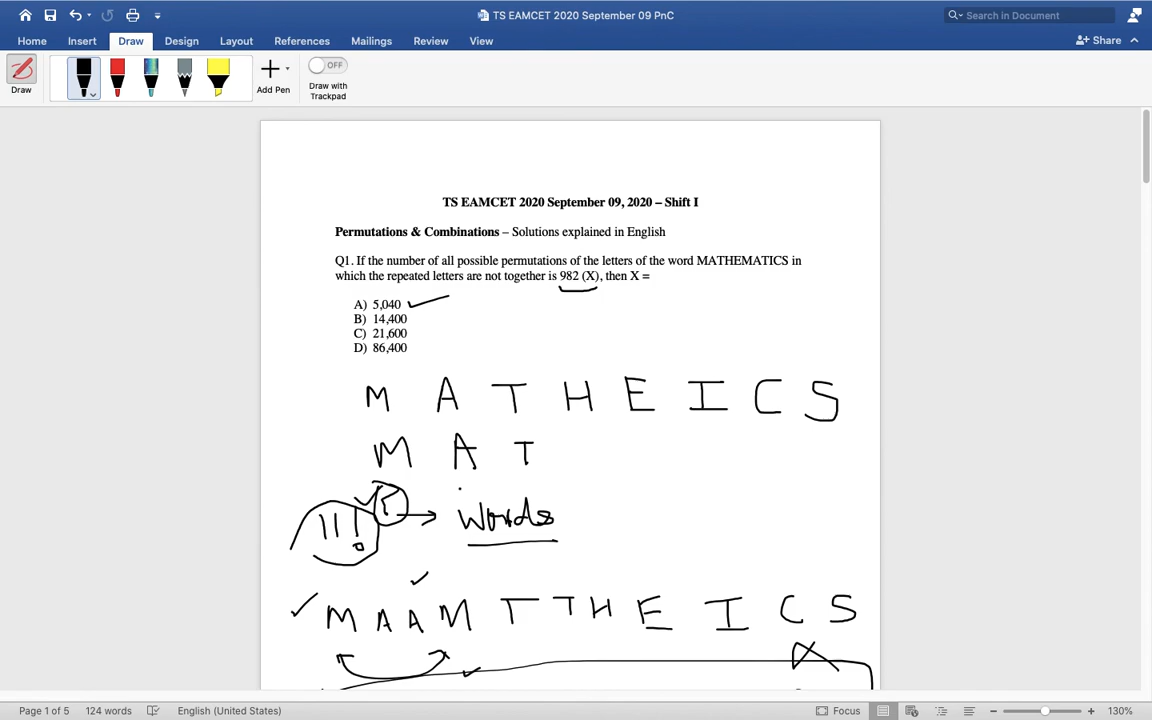 TS EAMCET 2020 September 09 PnC
Search in Document
Home Insert Draw Design Layout References Mailings Review View
Share
OFF
Draw
Add Pen
Draw with
Trackpad
TS EAMCET 2020 September 09, 2020 – Shift I
Permutations & Combinations – Solutions explained in English
Q1. If the number of all possible permutations of the letters of the word MATHEMATICS in
which the repeated letters are not together is 982 (X), then X =
A) 5,040
B) 14,400
C) 21,600
D) 86,400
M A T H E I C S
M A T
11! → words
M A A M T T H E I C S
Page 1 of 5 124 words English (United States) Focus 130%